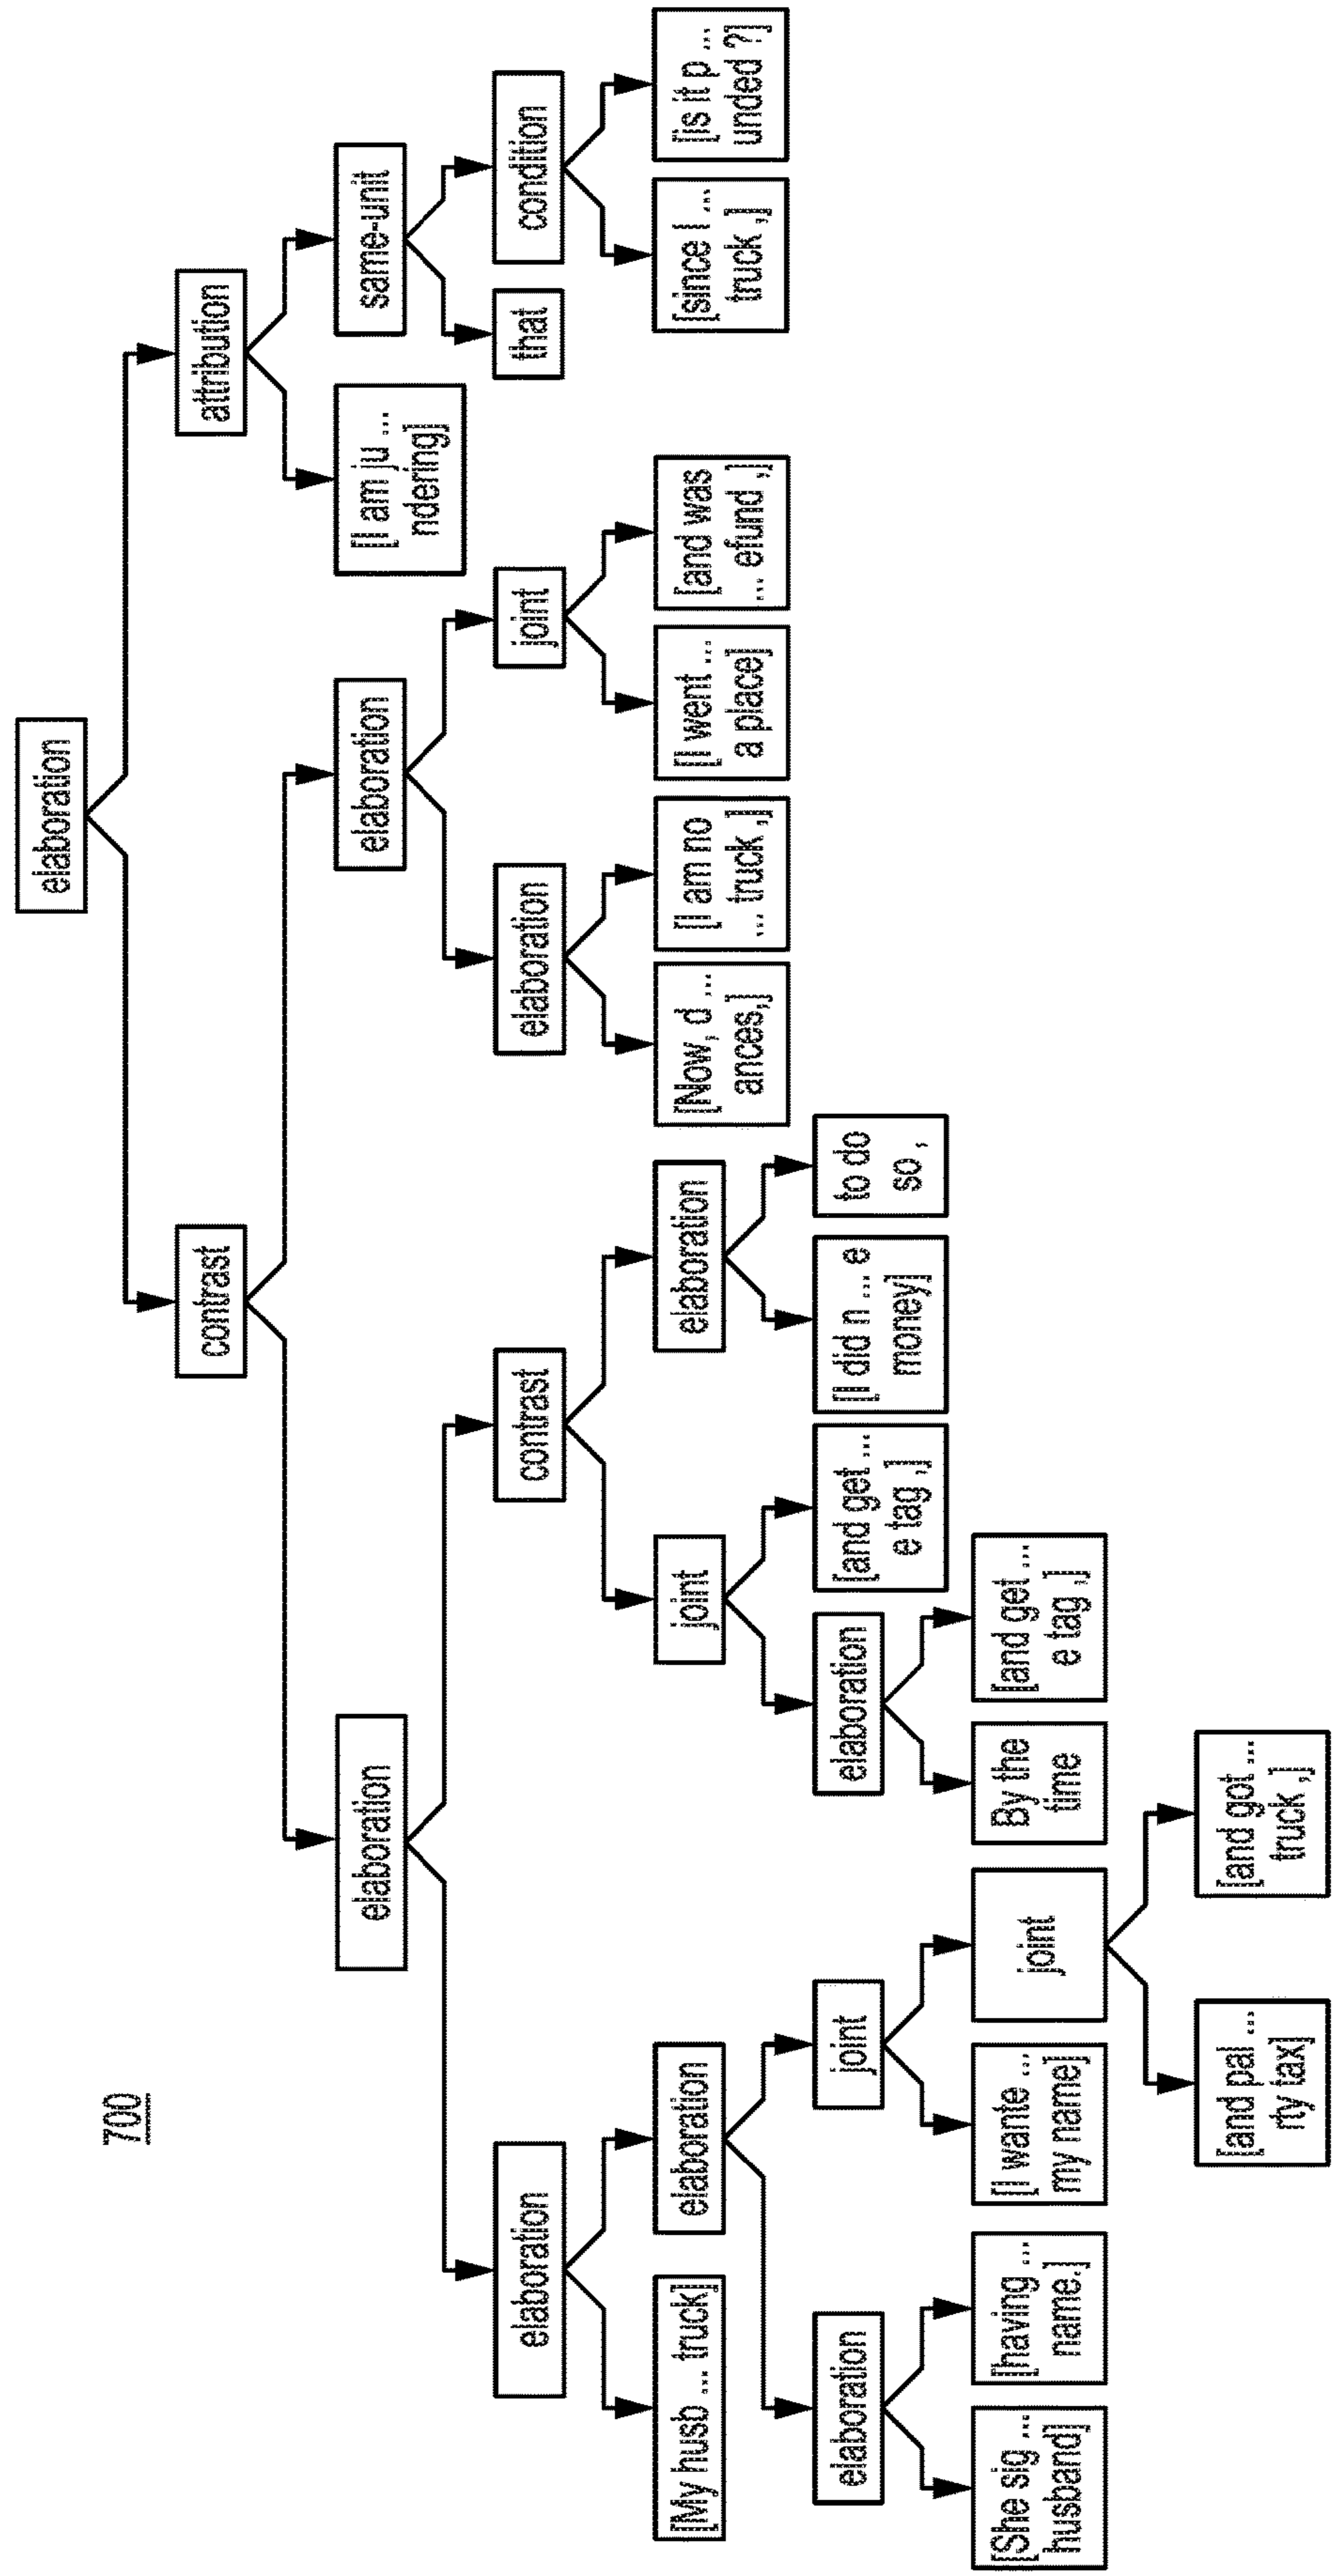 700
elaboration
contrast
attribution
elaboration
elaboration
[I am ju ...
ndering]
same-unit
elaboration
contrast
elaboration
joint
that
condition
[My husb ... truck]
elaboration
joint
elaboration
[Now, d ...
ances,]
[I am no
... truck ,]
[I went ...
a place]
[and was
... efund ,]
[since I ...
truck ,]
[is it p ...
unded ?]
elaboration
joint
elaboration
[and get ...
e tag ,]
[I did n ... e
money]
to do
so ,
[She sig ...
husband]
[having ...
name.]
[I wante ...
my name]
joint
By the
time
[and get ...
e tag ,]
[and pal ...
rty tax]
[and got ...
truck ,]